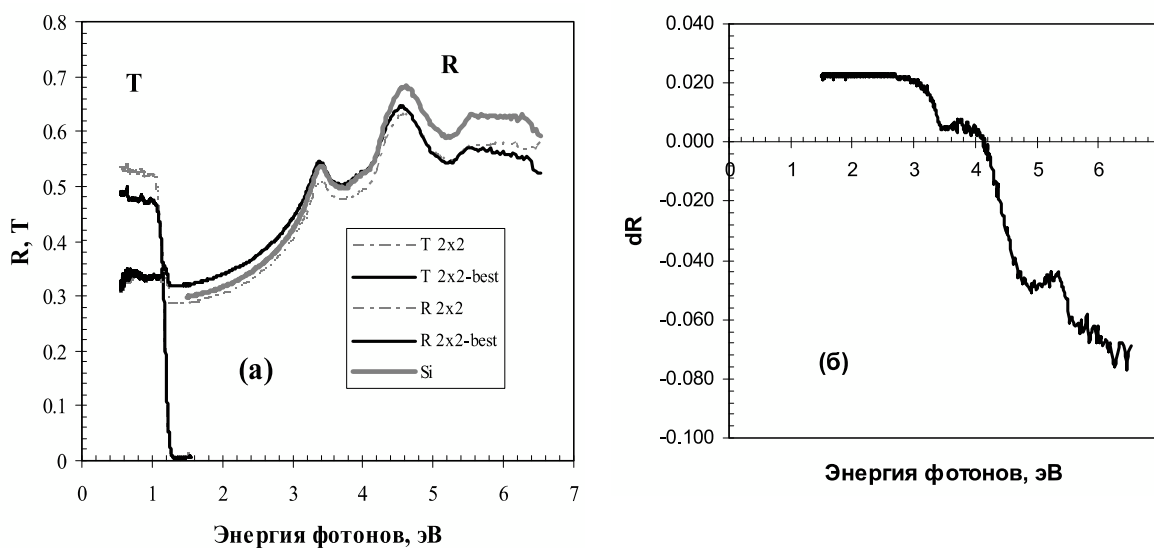 0.8
0.7
0.6
0.5
0.4
0.3
0.2
0.1
0
R, T
T
R
T 2x2
T 2x2-best
R 2x2
R 2x2-best
Si
(а)
0 1 2 3 4 5 6 7
Энергия фотонов, эВ
0.040
0.020
0.000
-0.020
-0.040
-0.060
-0.080
-0.100
dR
0 1 2 3 4 5 6
(б)
Энергия фотонов, эВ